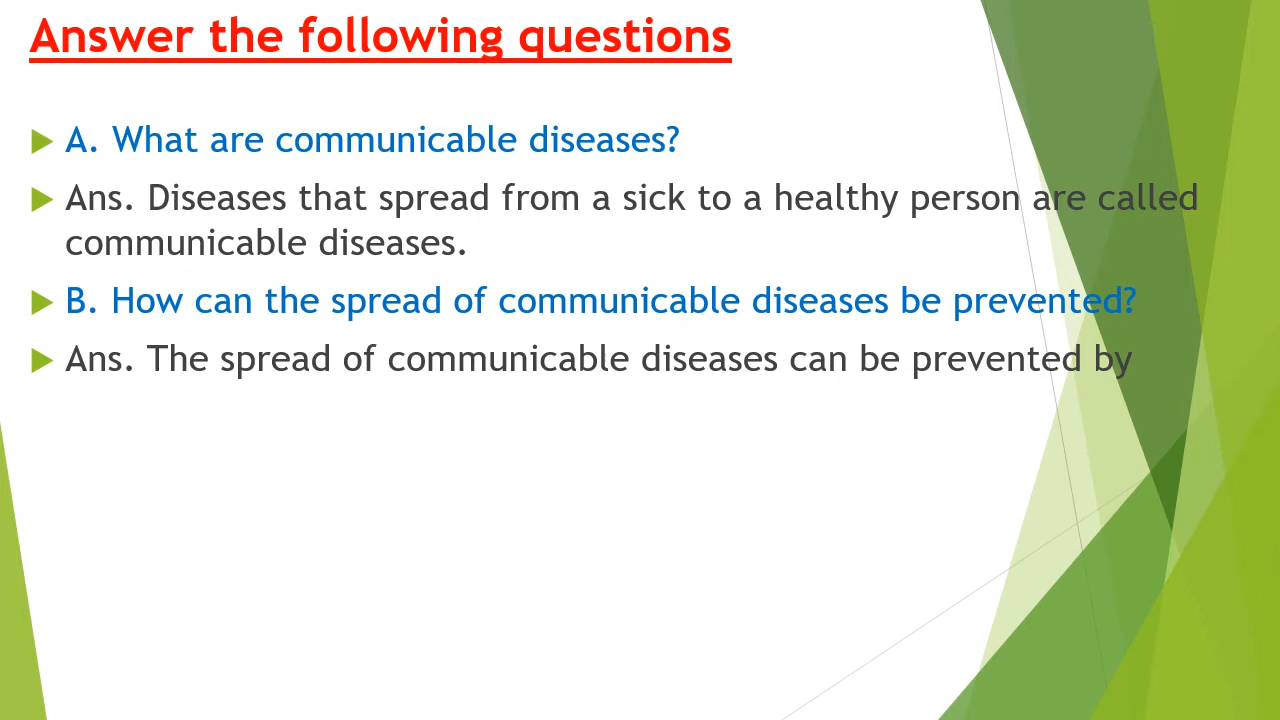 Answer the following questions
A. What are communicable diseases?
Ans. Diseases that spread from a sick to a healthy person are called
communicable diseases.
B. How can the spread of communicable diseases be prevented?
Ans. The spread of communicable diseases can be prevented by